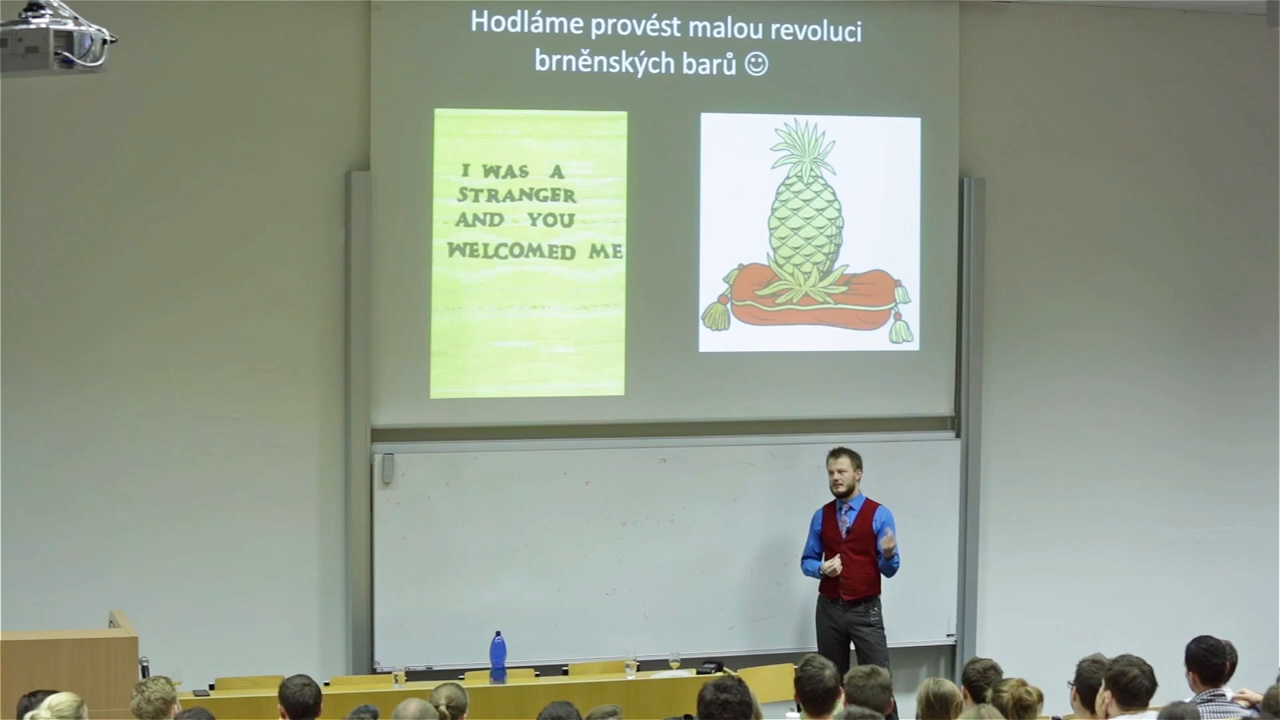 Hodláme provést malou revoluci
brněnských barů ☺
I WAS A
STRANGER
AND YOU
WELCOMED ME